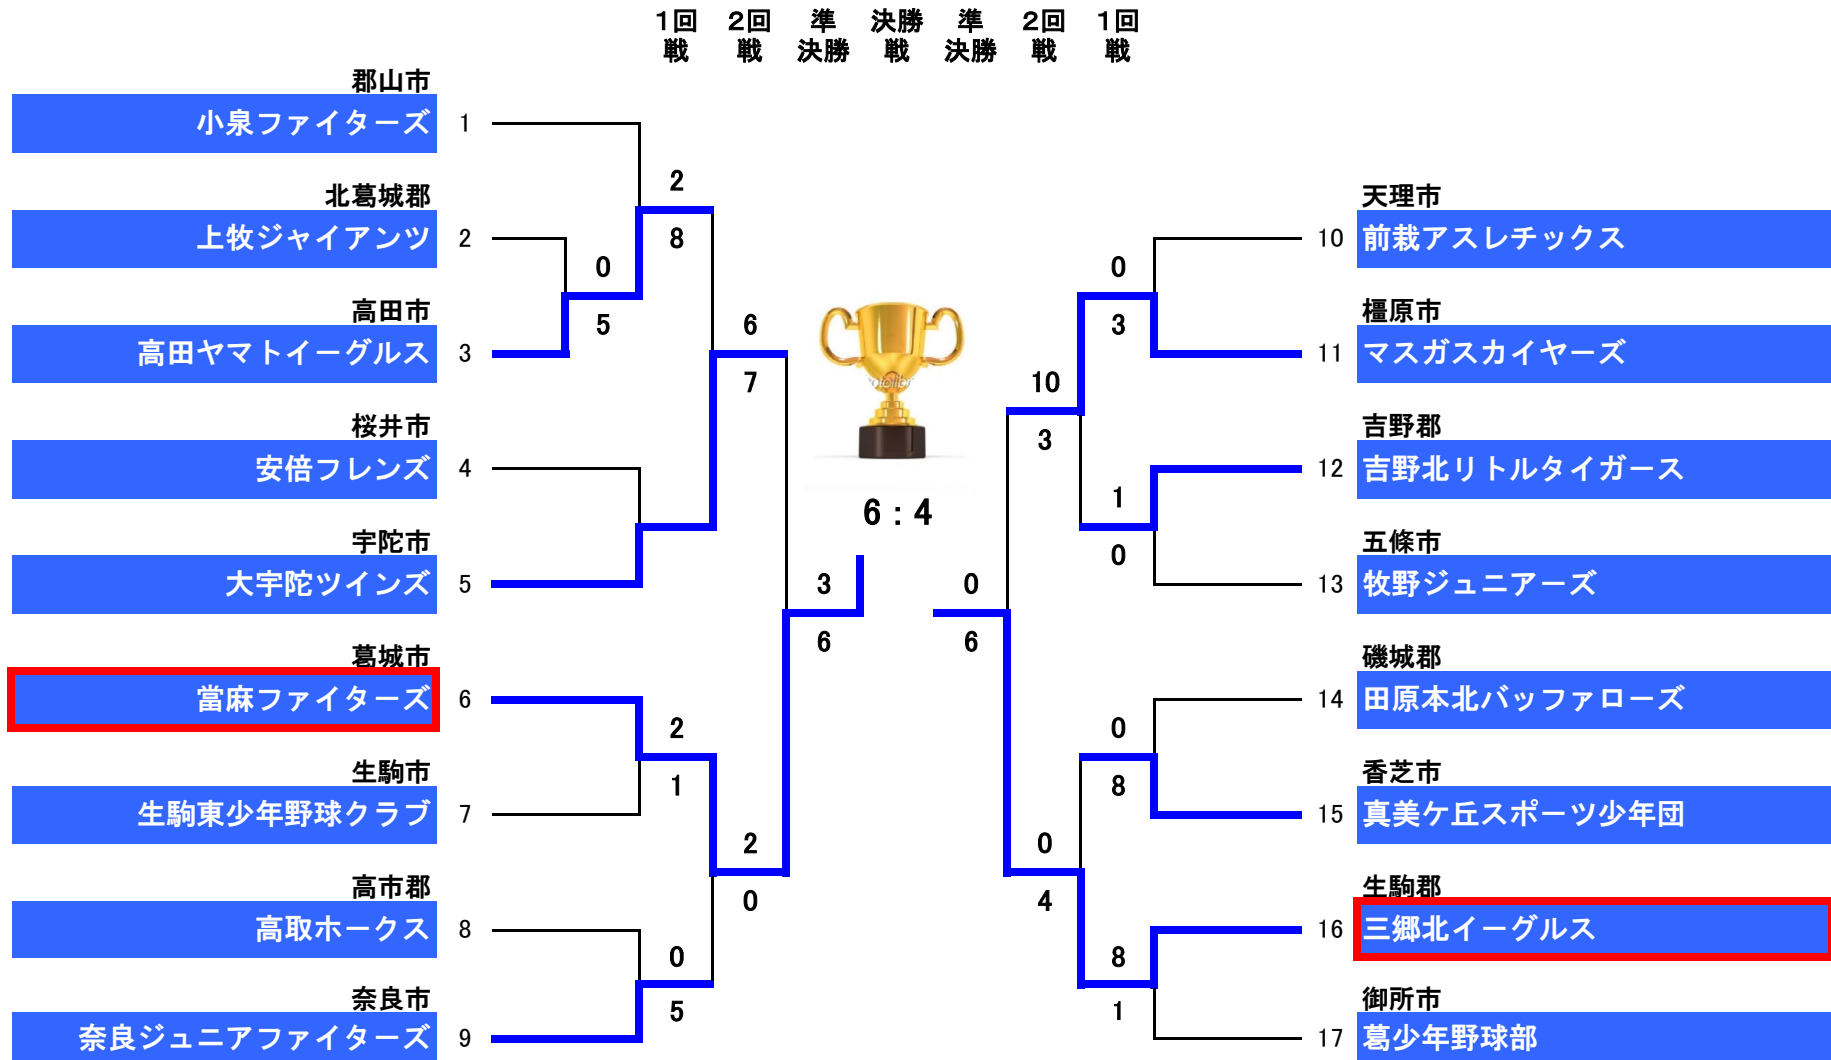 1回戦 2回戦 準決勝 決勝戦 準決勝 2回戦 1回戦
郡山市
小泉ファイターズ 1
北葛城郡
上牧ジャイアンツ 2
高田市
高田ヤマトイーグルス 3
桜井市
安倍フレンズ 4
宇陀市
大宇陀ツインズ 5
葛城市
當麻ファイターズ 6
生駒市
生駒東少年野球クラブ 7
高市郡
高取ホークス 8
奈良市
奈良ジュニアファイターズ 9
2
8
0
5
6
7
2
1
2
0
0
5
3
6
6:4
0
6
10
3
0
3
1
0
0
8
0
4
8
1
天理市
10 前栽アスレチックス
橿原市
11 マスガスカイヤーズ
吉野郡
12 吉野北リトルタイガース
五條市
13 牧野ジュニアーズ
磯城郡
14 田原本北バッファローズ
香芝市
15 真美ケ丘スポーツ少年団
生駒郡
16 三郷北イーグルス
御所市
17 葛少年野球部